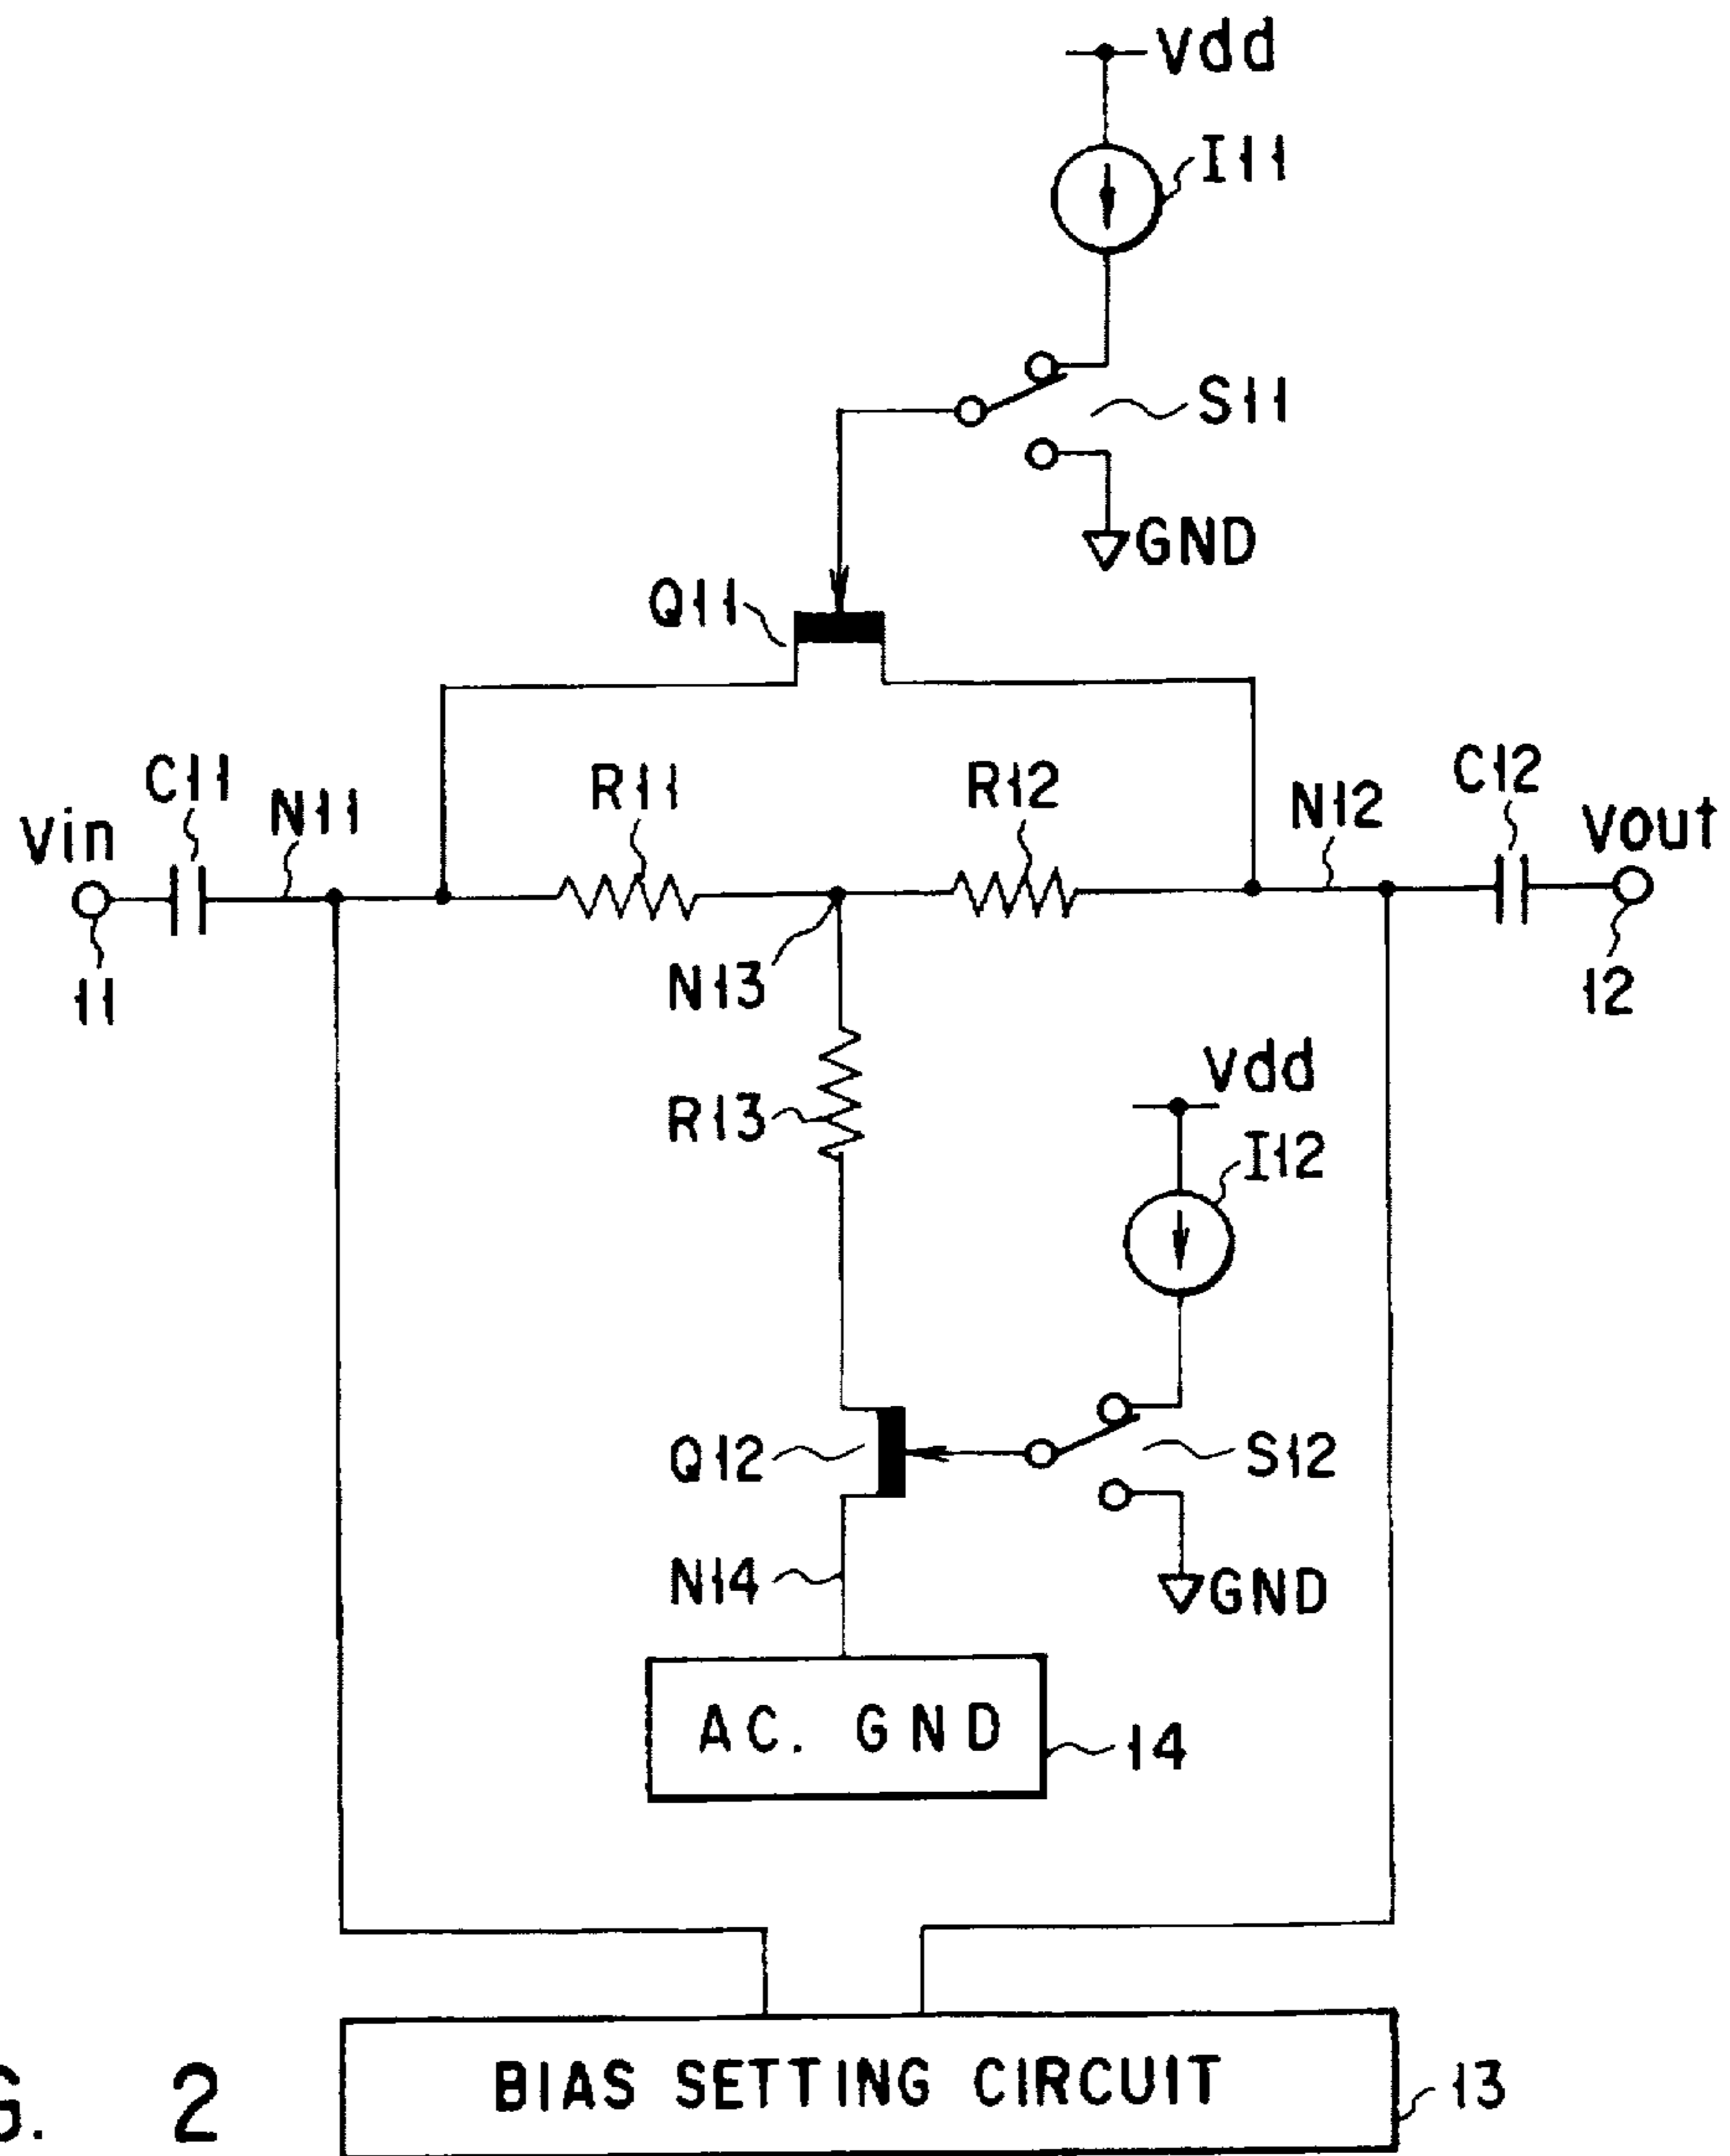 Vdd
I11
S11
GND
Q11
C11
N11
R11
R12
N12
C12
Vin
Vout
11
N13
12
Vdd
R13
I12
Q12
S12
N14
GND
AC. GND
14
BIAS SETTING CIRCUIT
13
G. 2